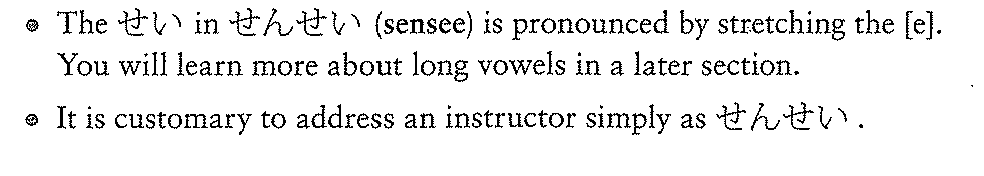 • The せい in せんせい (sensee) is pronounced by stretching the [e].
You will learn more about long vowels in a later section.
• It is customary to address an instructor simply as せんせい.